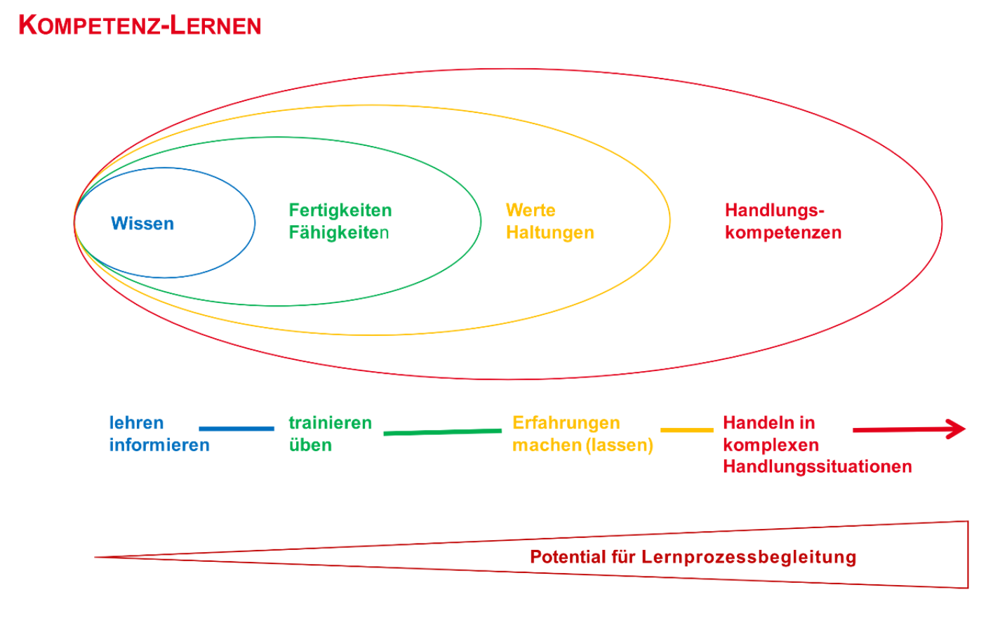 KOMPETENZ-LERNEN
Wissen
Fertigkeiten
Fähigkeiten
Werte
Haltungen
Handlungs-
kompetenzen
lehren
informieren
trainieren
üben
Erfahrungen
machen (lassen)
Handeln in
komplexen
Handlungssituationen
Potential für Lernprozessbegleitung